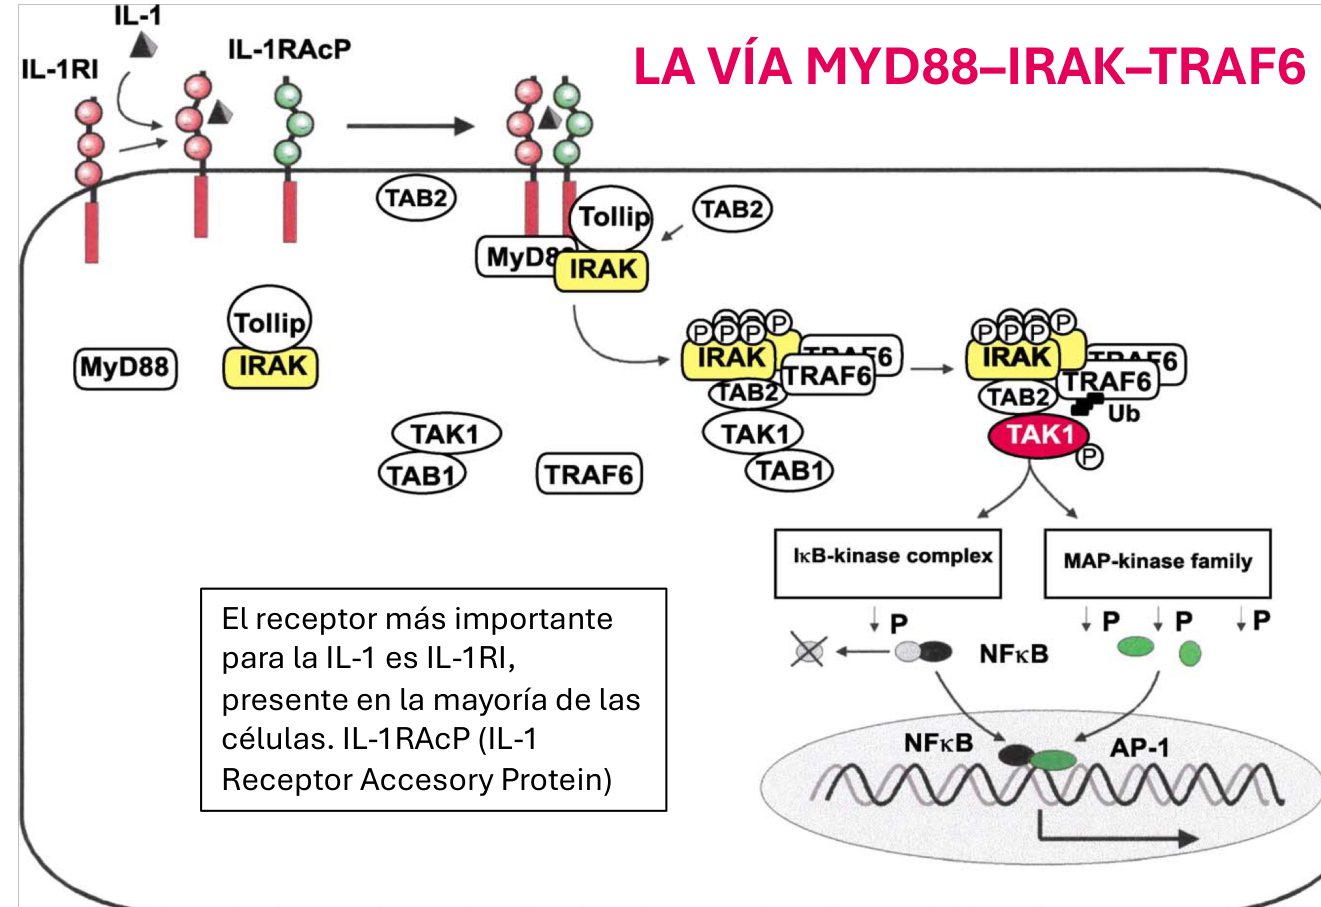 LA VÍA MYD88–IRAK–TRAF6
IL-1
IL-1RI
IL-1RAcP
TAB2
Tollip
TAB2
MyD88
IRAK
Tollip
IRAK
MyD88
TAK1
TAB1
TRAF6
P P P P
IRAK
TRAF6
TRAF6
TAB2
TAK1
TAB1
P P P P
IRAK
TRAF6
TRAF6
TAB2
Ub
TAK1
P
IκB-kinase complex
MAP-kinase family
P
P
P
P
NFκB
NFκB
AP-1
El receptor más importante
para la IL-1 es IL-1RI,
presente en la mayoría de las
células. IL-1RAcP (IL-1
Receptor Accesory Protein)